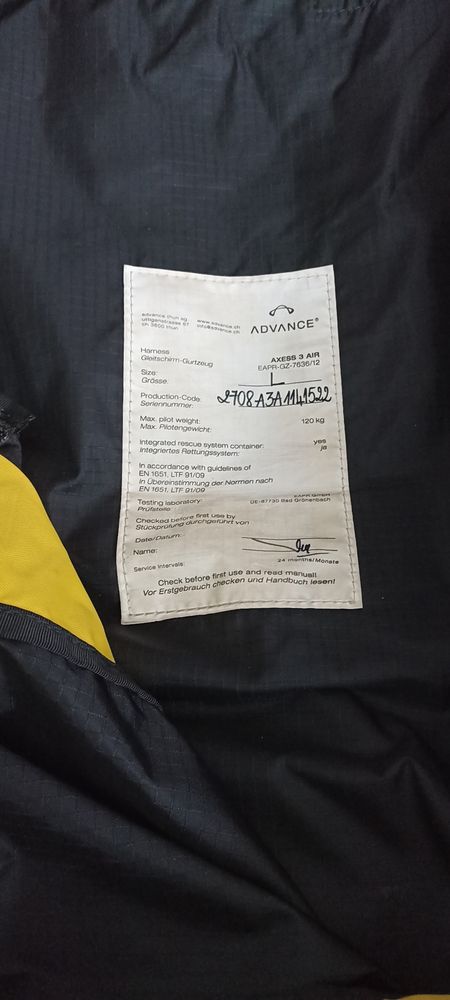 advance thun ag www.advance.ch
uttigenstrasse 87 info@advance.ch
ch 3600 thun
ADVANCE®
Harness AXESS 3 AIR
Gleitschirm-Gurtzeug EAPR-GZ-7636/12
Size: L
Grösse:
Production-Code: 2708A3A1141522
Seriennummer:
Max. pilot weight: 120 kg
Max. Pilotengewicht:
Integrated rescue system container: yes
Integriertes Rettungssystem: ja
In accordance with guidelines of
EN 1651, LTF 91/09
In Übereinstimmung der Normen nach
EN 1651, LTF 91/09
Testing laboratory: EAPR GmbH
Prüfstelle: DE-87730 Bad Grönenbach
Checked before first use by
Stückprüfung durchgeführt von
Date/Datum:
Name:
Service Intervals: 24 months/Monate
Check before first use and read manual!
Vor Erstgebrauch checken und Handbuch lesen!